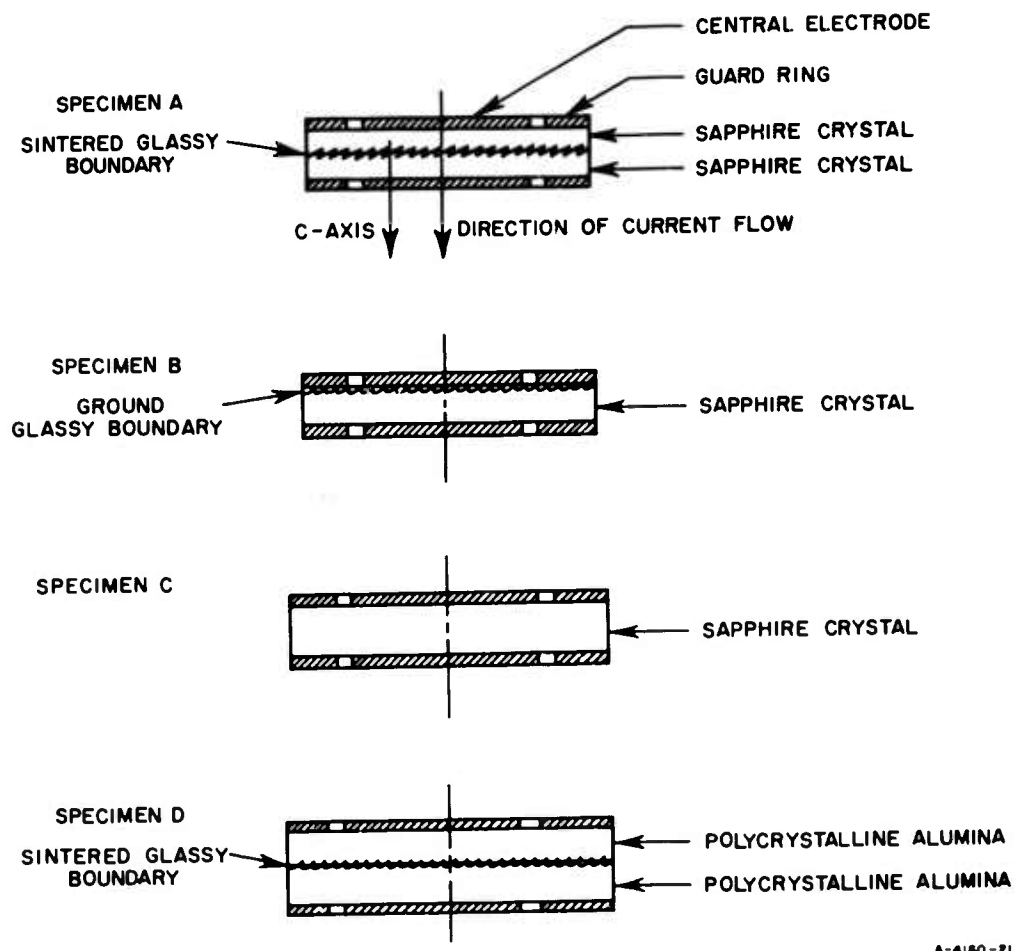 CENTRAL ELECTRODE
GUARD RING
SPECIMEN A
SINTERED GLASSY
BOUNDARY
SAPPHIRE CRYSTAL
SAPPHIRE CRYSTAL
C-AXIS
DIRECTION OF CURRENT FLOW
SPECIMEN B
GROUND
GLASSY BOUNDARY
SAPPHIRE CRYSTAL
SPECIMEN C
SAPPHIRE CRYSTAL
SPECIMEN D
SINTERED GLASSY
BOUNDARY
POLYCRYSTALLINE ALUMINA
POLYCRYSTALLINE ALUMINA